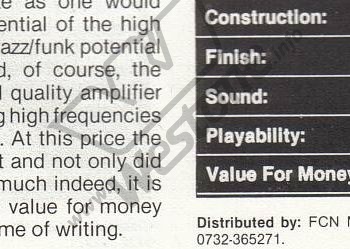 as one would
ential of the high
azz/funk potential
d, of course, the
quality amplifier
g high frequencies
. At this price the
t and not only did
much indeed, it is
value for money
me of writing.
Construction:
Finish:
Sound:
Playability:
Value For Money
Distributed by: FCN M
0732-365271.